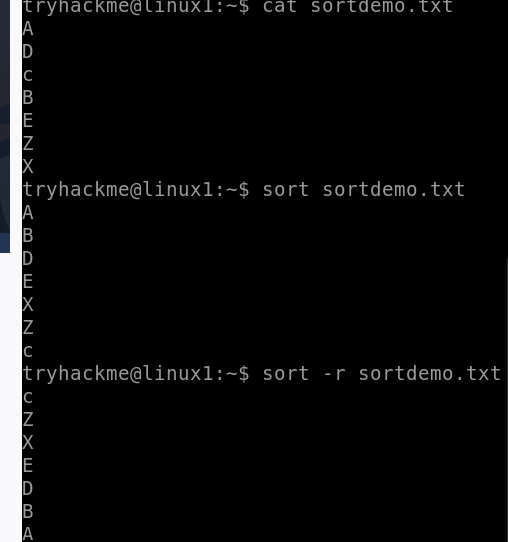 tryhackme@linux1:~$ cat sortdemo.txt
A
D
c
B
E
Z
X
tryhackme@linux1:~$ sort sortdemo.txt
A
B
D
E
X
Z
c
tryhackme@linux1:~$ sort -r sortdemo.txt
c
Z
X
E
D
B
A